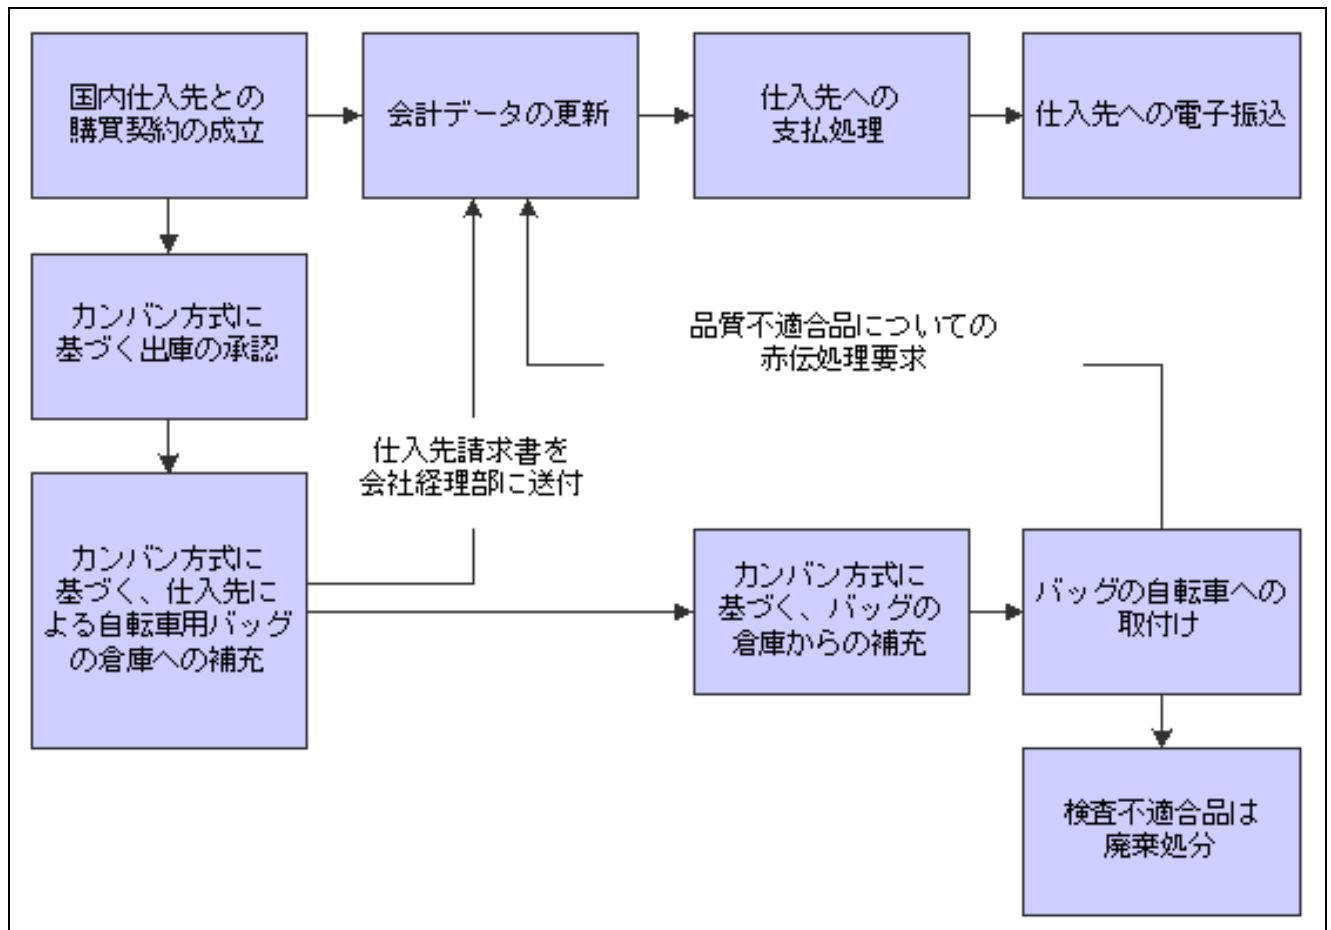 国内仕入先との
購買契約の成立
会計データの更新
仕入先への
支払処理
仕入先への電子振込
カンバン方式に
基づく出庫の承認
品質不適合品についての
赤伝処理要求
仕入先請求書を
会社経理部に送付
カンバン方式に
基づく、仕入先に
よる自転車用バッグ
の倉庫への補充
カンバン方式に
基づく、バッグの
倉庫からの補充
バッグの自転車への
取付け
検査不適合品は
廃棄処分